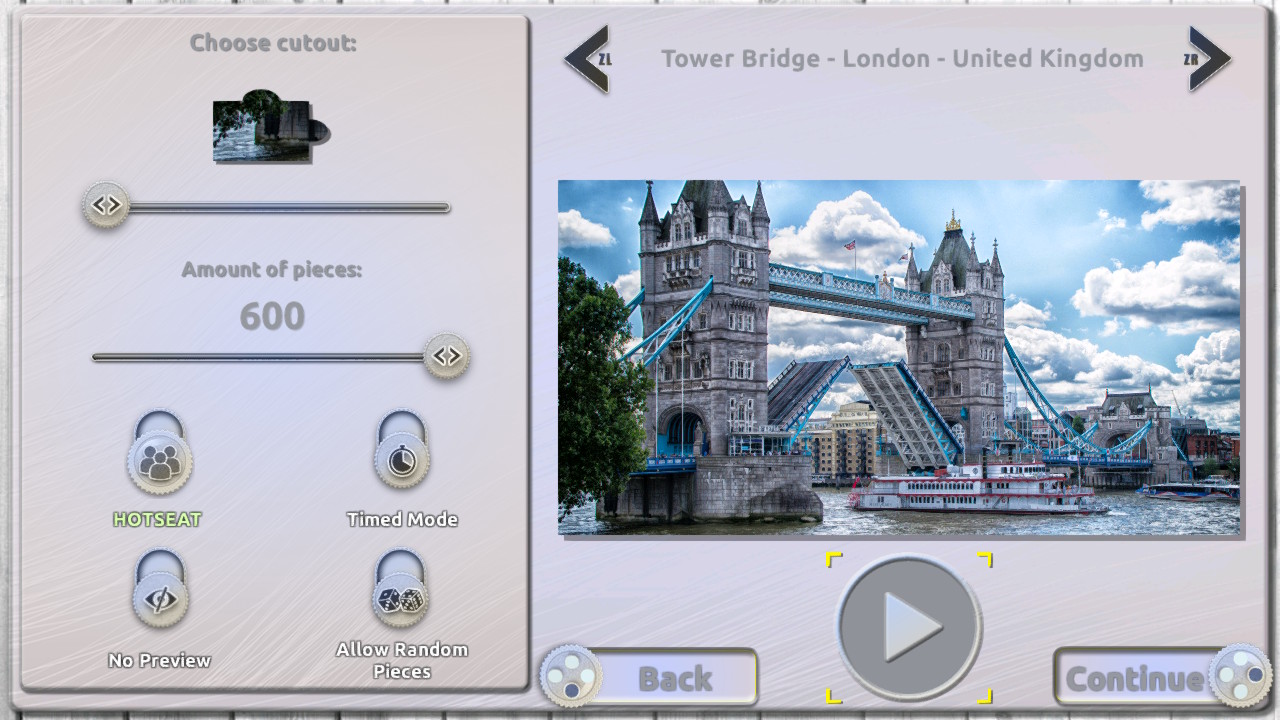 Choose cutout:
ZL
Tower Bridge - London - United Kingdom
ZR
Amount of pieces:
600
HOTSEAT
Timed Mode
No Preview
Allow Random
Pieces
Back
Continue